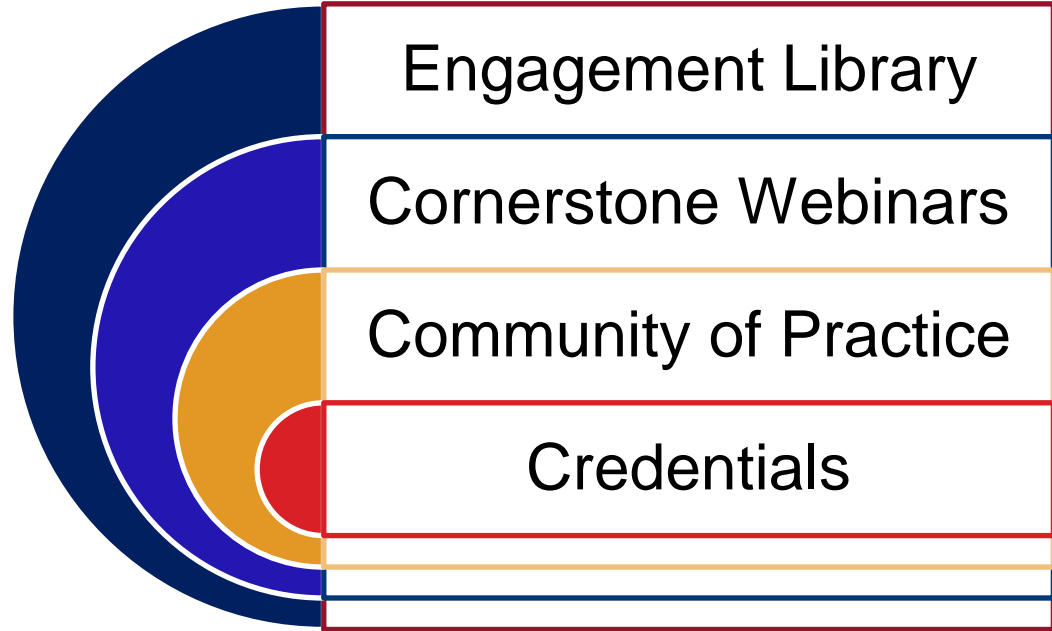 Engagement Library
Cornerstone Webinars
Community of Practice
Credentials